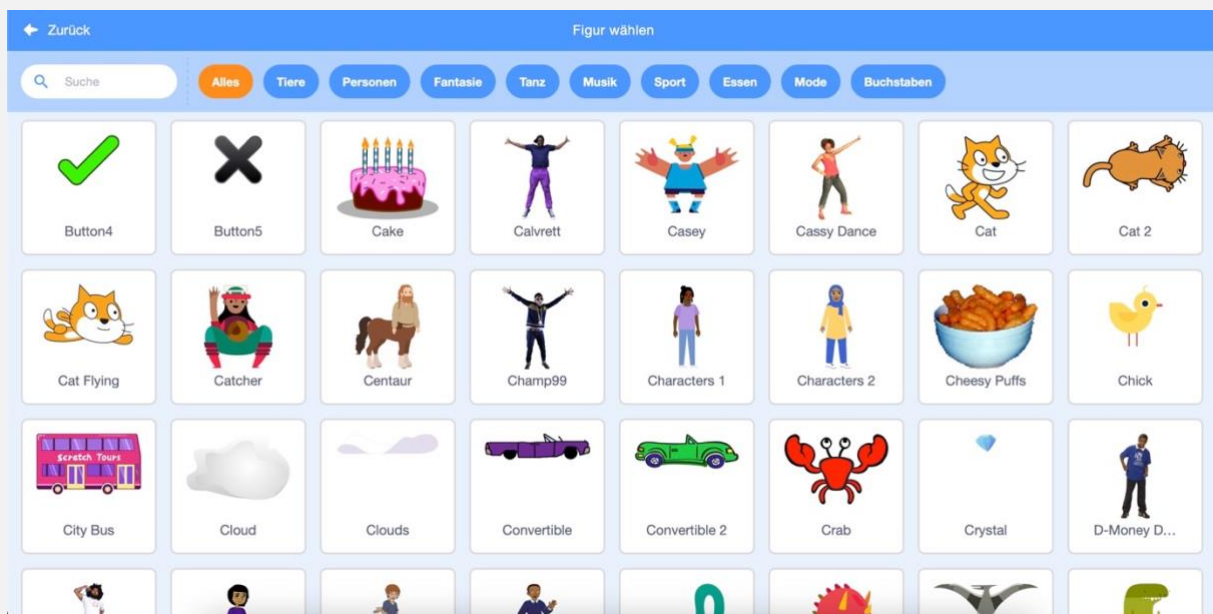 Zurück
Figur wählen
Suche
Alles Tiere Personen Fantasie Tanz Musik Sport Essen Mode Buchstaben
Button4 Button5 Cake Calvrett Casey Cassy Dance Cat Cat 2
Cat Flying Catcher Centaur Champ99 Characters 1 Characters 2 Cheesy Puffs Chick
Scratch Tours
City Bus Cloud Clouds Convertible Convertible 2 Crab Crystal D-Money D...